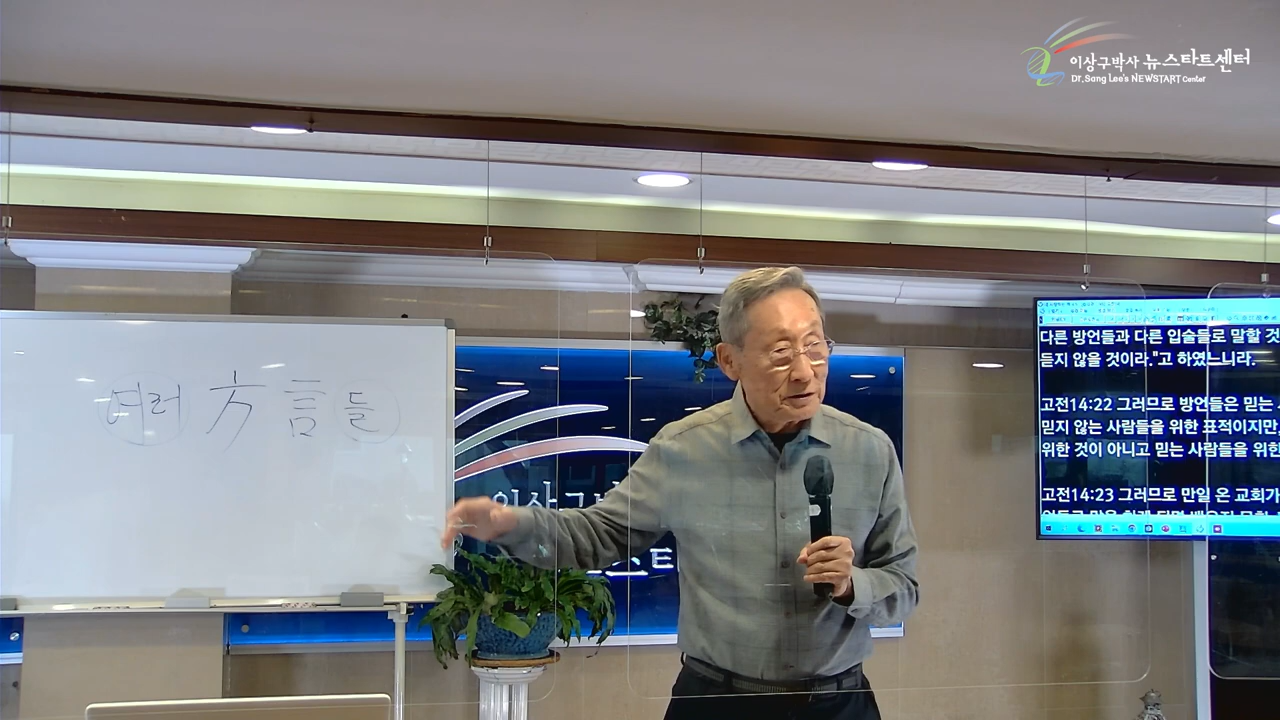 이상구박사 뉴스타트센터
Dr. Sang Lee's NEWSTART Center
여러 方言들
이상구
스트
다른 방언들과 다른 입술들로 말할 것
듣지 않을 것이라."고 하였느니라.
고전14:22 그러므로 방언들은 믿는
믿지 않는 사람들을 위한 표적이지만,
위한 것이 아니고 믿는 사람들을 위한
고전14:23 그러므로 만일 온 교회가